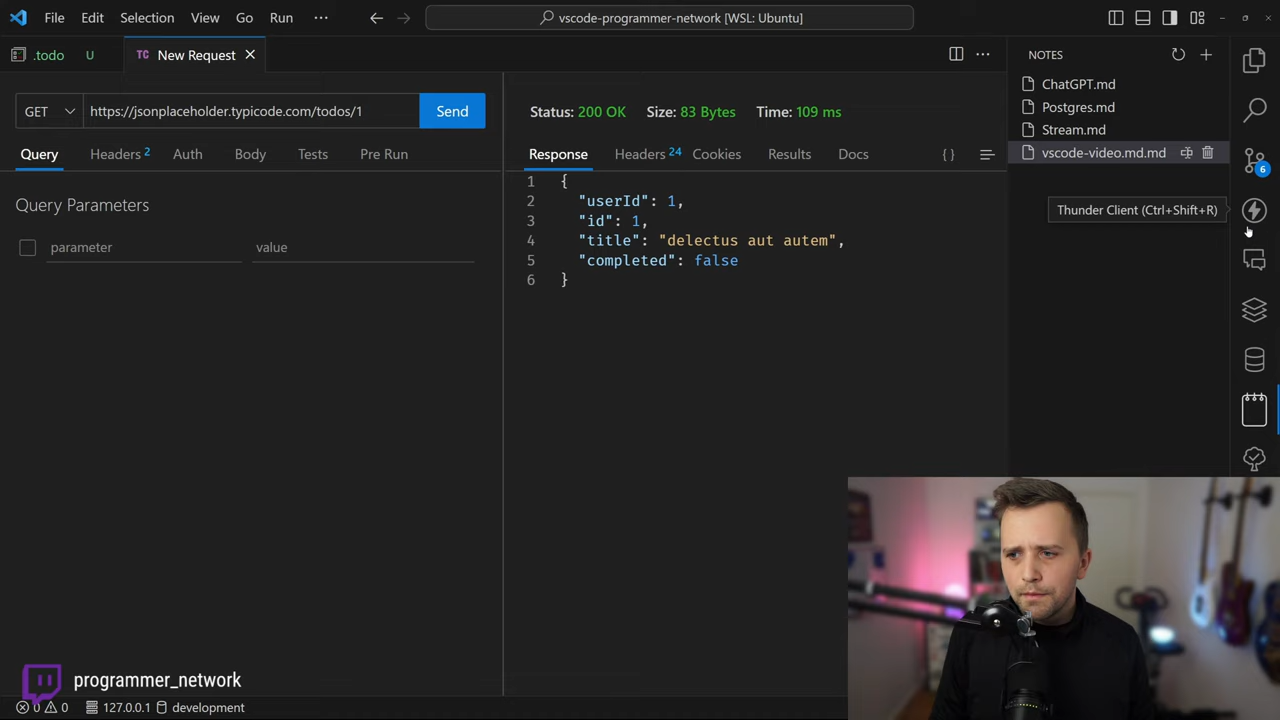 File Edit Selection View Go Run ··· vscode-programmer-network [WSL: Ubuntu]
.todo U TC New Request
NOTES
ChatGPT.md
Postgres.md
Stream.md
vscode-video.md.md
6
Thunder Client (Ctrl+Shift+R)
GET https://jsonplaceholder.typicode.com/todos/1 Send
Query Headers 2 Auth Body Tests Pre Run
Query Parameters
parameter value
Status: 200 OK Size: 83 Bytes Time: 109 ms
Response Headers 24 Cookies Results Docs { }
1 {
2 "userId": 1,
3 "id": 1,
4 "title": "delectus aut autem",
5 "completed": false
6 }
programmer_network
0 0 127.0.0.1 development